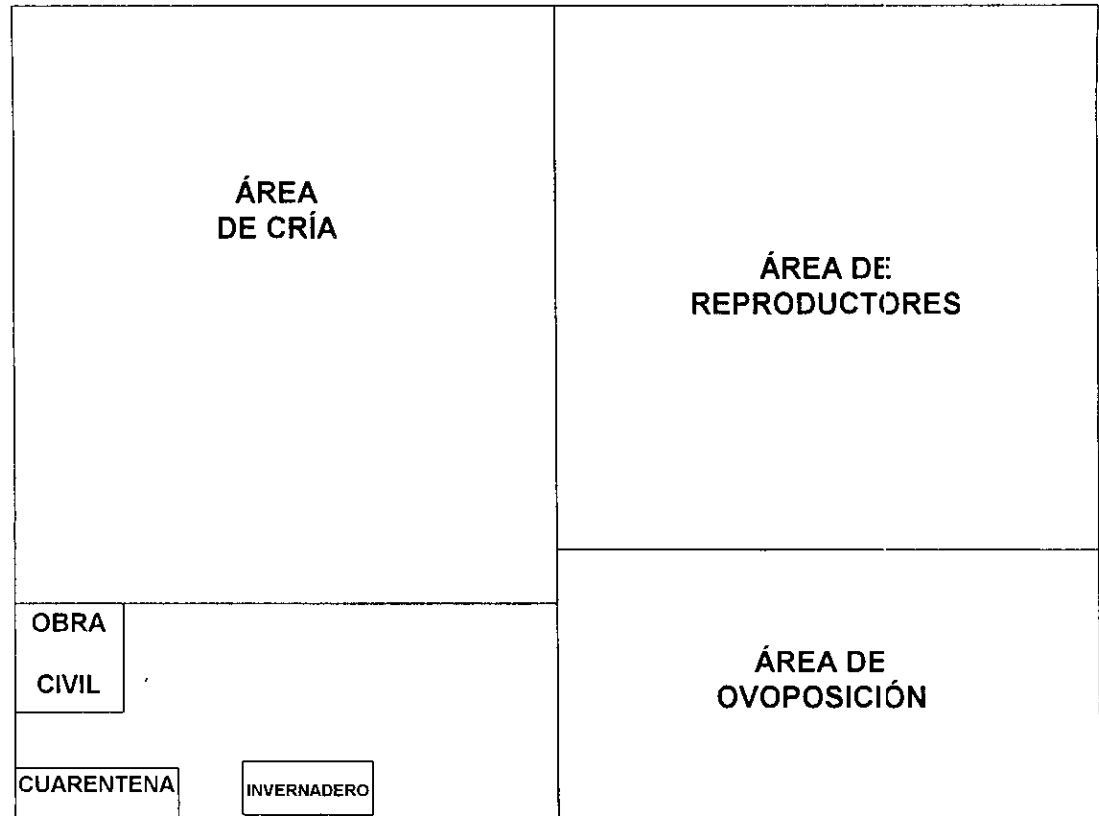 ÁREA
DE CRÍA
ÁREA DE
REPRODUCTORES
OBRA
CIVIL
ÁREA DE
OVOPOSICIÓN
CUARENTENA
INVERNADERO